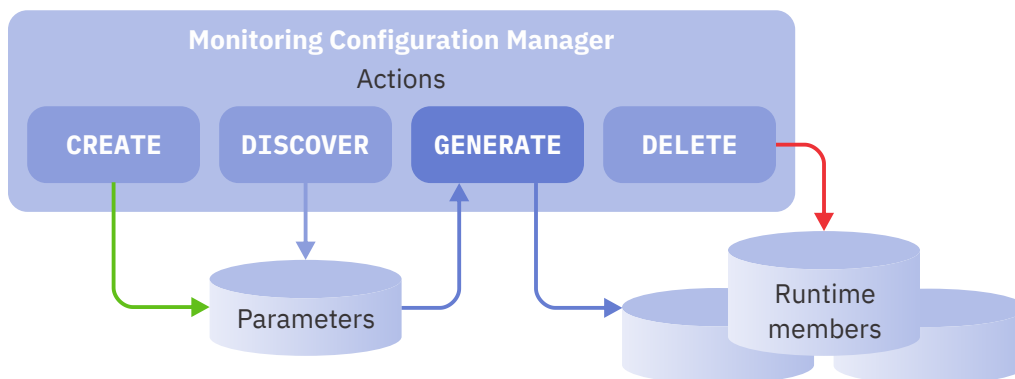 Monitoring Configuration Manager
Actions
CREATE
DISCOVER
GENERATE
DELETE
Parameters
Runtime
members